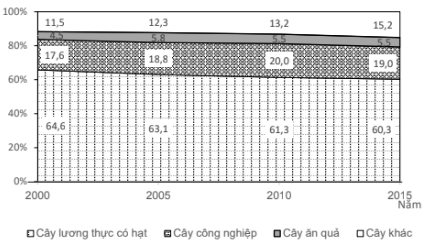 100%
80%
60%
40%
20%
0%
11,5 12,3 13,2 15,2
4,5 5,8 5,5 5,5
17,6 18,8 20,0 19,0
64,6 63,1 61,3 60,3
2000 2005 2010 2015
Năm
Cây lương thực có hạt Cây công nghiệp Cây ăn quả Cây khác